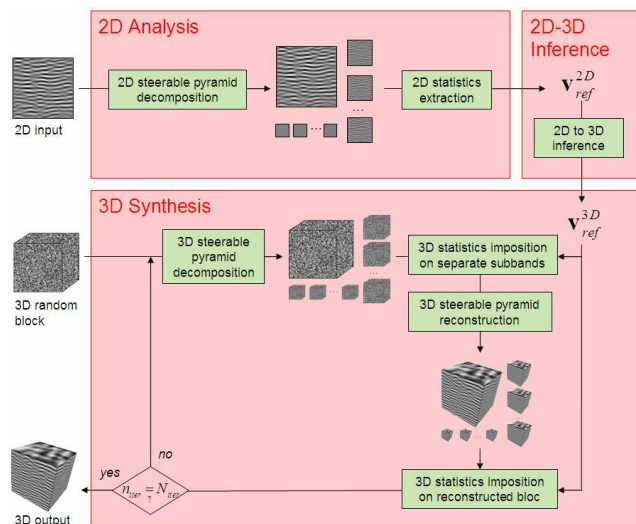 2D Analysis
2D-3D
Inference
2D steerable pyramid
decomposition
2D statistics
extraction
v 2D ref
2D input
...
...
2D to 3D
inference
3D Synthesis
v 3D ref
3D steerable
pyramid
decomposition
3D statistics imposition
on separate subbands
3D random
block
...
...
3D steerable pyramid
reconstruction
...
...
no
yes
n iter = N iter
?
3D statistics Imposition
on reconstructed bloc
3D output